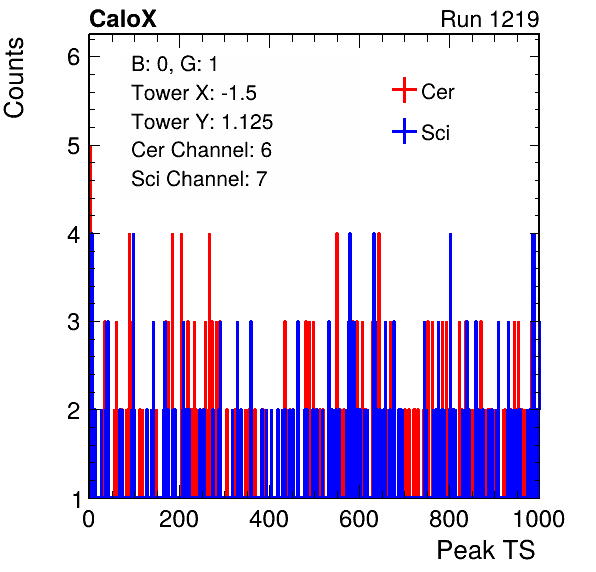 CaloX Run 1219
Counts
B: 0, G: 1
Tower X: -1.5
Tower Y: 1.125
Cer Channel: 6
Sci Channel: 7
Cer
Sci
6
5
4
3
2
1
0 200 400 600 800 1000
Peak TS